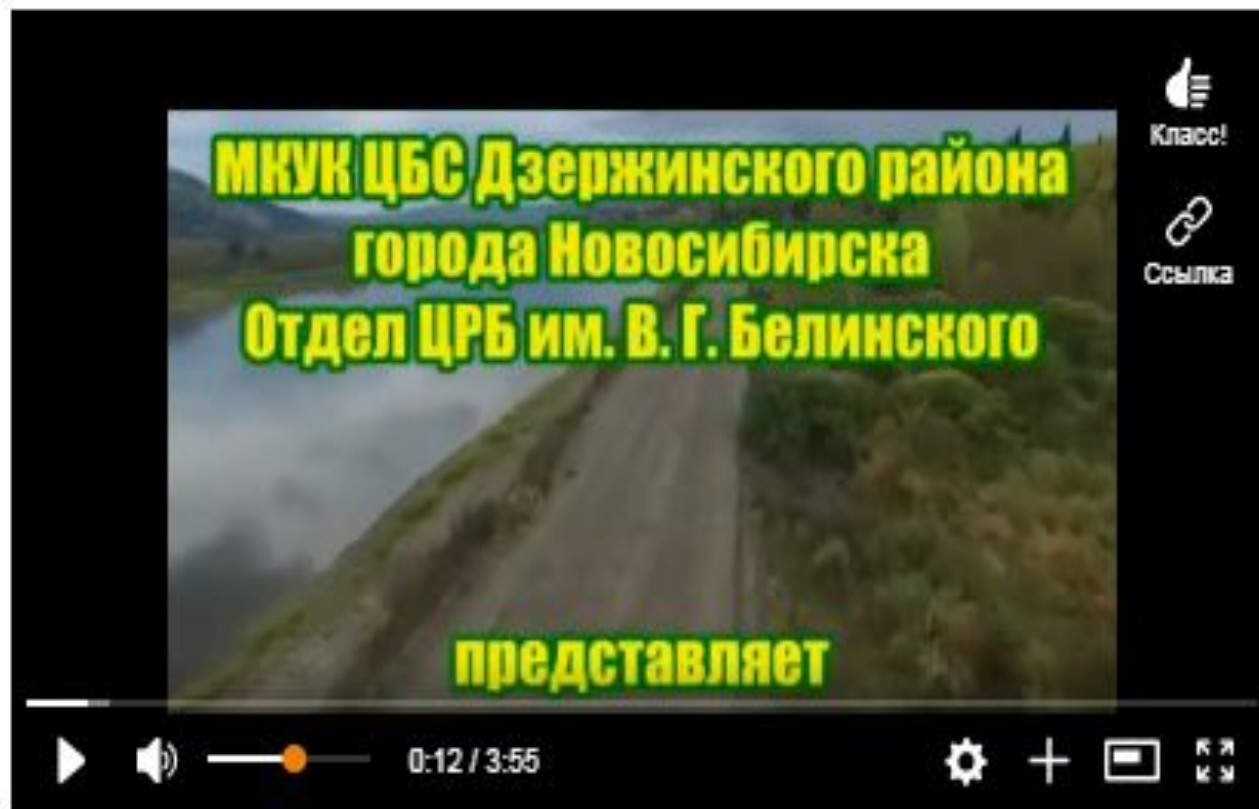 МКУК ЦБС Дзержинского района
города Новосибирска
Отдел ЦРБ им. В. Г. Белинского
представляет
Класс!
Ссылка
0:12 / 3:55